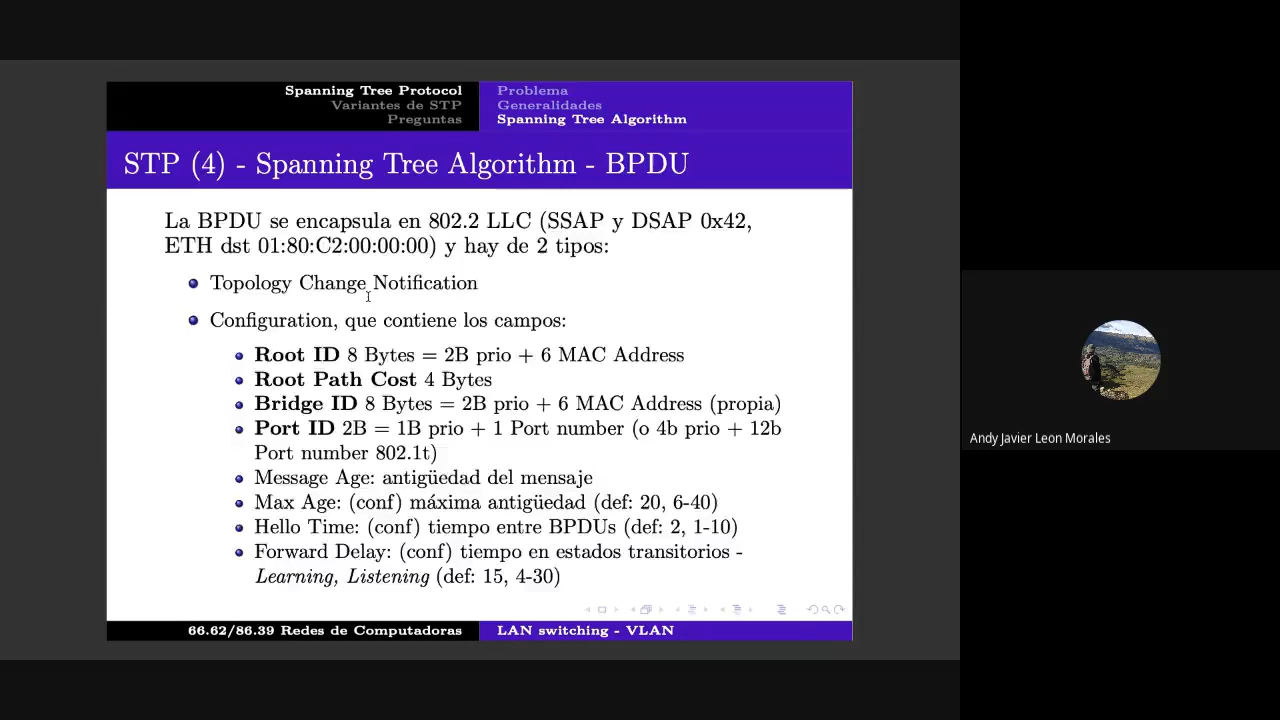 Spanning Tree Protocol
Variantes de STP
Preguntas
Problema
Generalidades
Spanning Tree Algorithm
STP (4) - Spanning Tree Algorithm - BPDU
La BPDU se encapsula en 802.2 LLC (SSAP y DSAP 0x42,
ETH dst 01:80:C2:00:00:00) y hay de 2 tipos:
Topology Change Notification
Configuration, que contiene los campos:
Root ID 8 Bytes = 2B prio + 6 MAC Address
Root Path Cost 4 Bytes
Bridge ID 8 Bytes = 2B prio + 6 MAC Address (propia)
Port ID 2B = 1B prio + 1 Port number (o 4b prio + 12b
Port number 802.1t)
Message Age: antigüedad del mensaje
Max Age: (conf) máxima antigüedad (def: 20, 6-40)
Hello Time: (conf) tiempo entre BPDUs (def: 2, 1-10)
Forward Delay: (conf) tiempo en estados transitorios -
Learning, Listening (def: 15, 4-30)
66.62/86.39 Redes de Computadoras
LAN switching - VLAN
Andy Javier Leon Morales